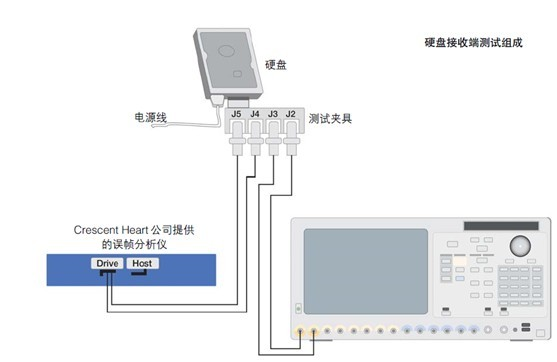 硬盘接收端测试组成
硬盘
电源线
J5 J4 J3 J2
测试夹具
Crescent Heart 公司提供
的误帧分析仪
Drive Host